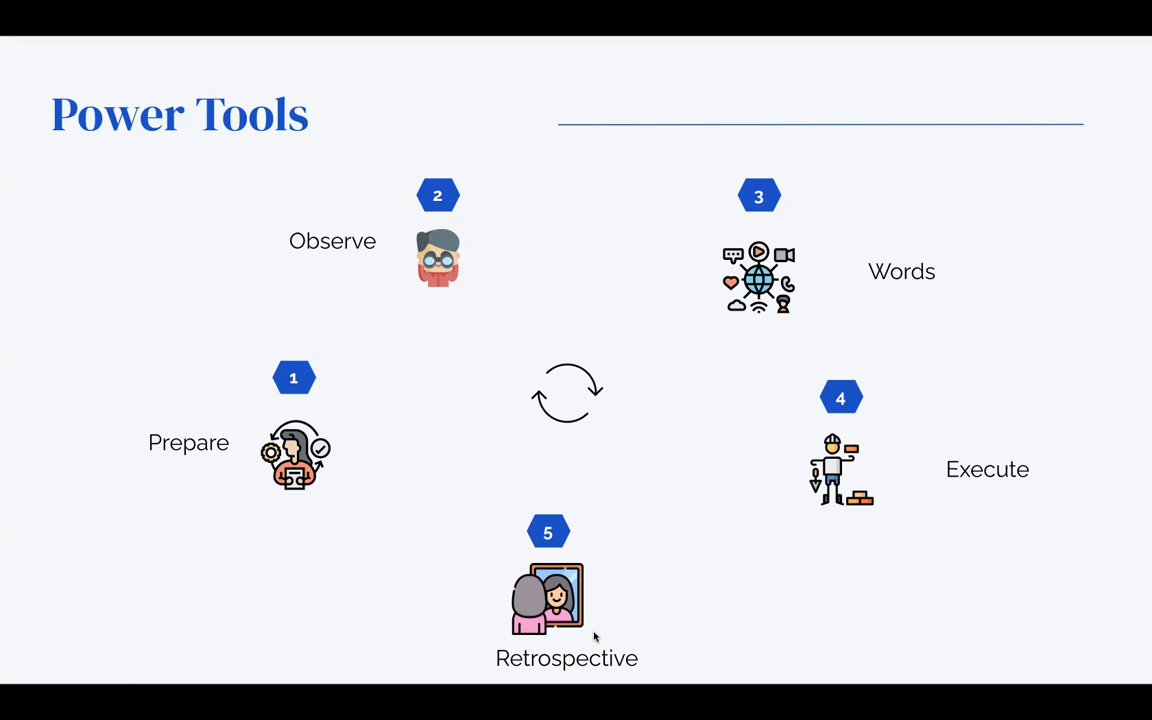 Power Tools
1
Prepare
2
Observe
3
Words
4
Execute
5
Retrospective